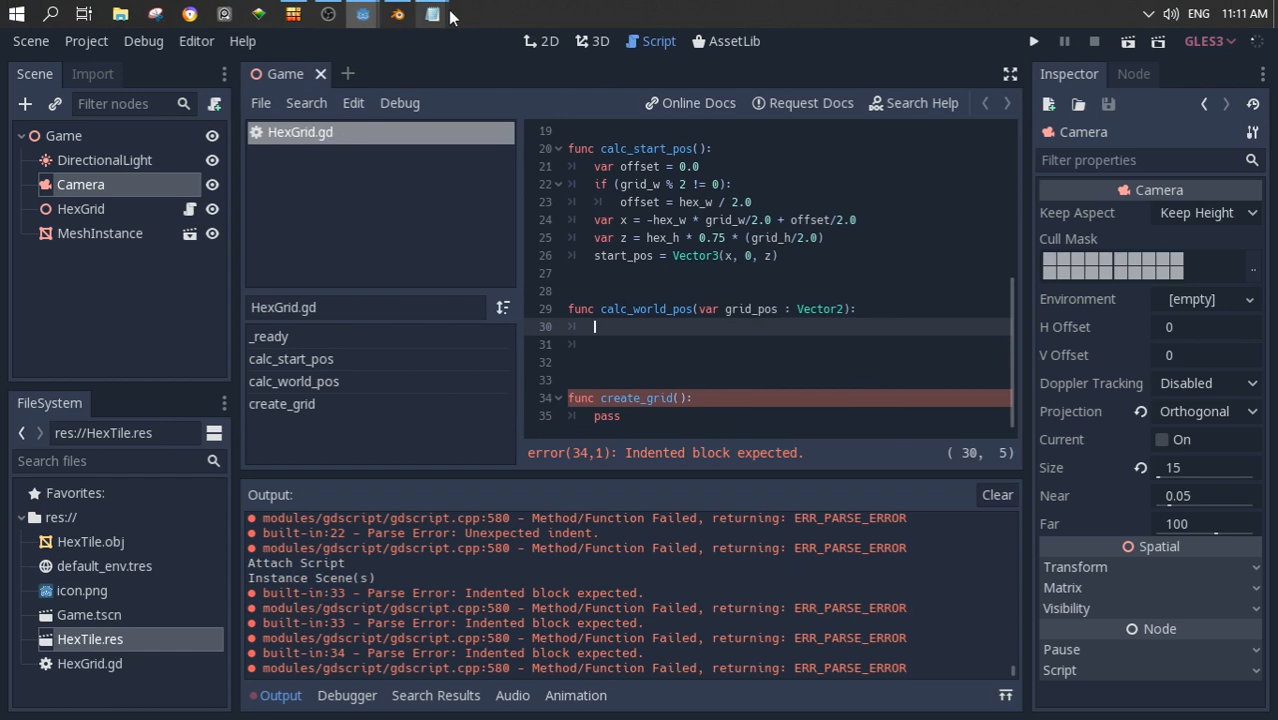 ENG 11:11 AM
Scene Project Debug Editor Help 2D 3D Script AssetLib GLES3
Scene Import
Filter nodes
Game
DirectionalLight
Camera
HexGrid
MeshInstance
FileSystem
res://HexTile.res
Search files
Favorites:
res://
HexTile.obj
default_env.tres
icon.png
Game.tscn
HexTile.res
HexGrid.gd
Game
File Search Edit Debug Online Docs Request Docs Search Help
HexGrid.gd
HexGrid.gd
_ready
calc_start_pos
calc_world_pos
create_grid
19
20 func calc_start_pos():
21 var offset = 0.0
22 if (grid_w % 2 != 0):
23 offset = hex_w / 2.0
24 var x = -hex_w * grid_w/2.0 + offset/2.0
25 var z = hex_h * 0.75 * (grid_h/2.0)
26 start_pos = Vector3(x, 0, z)
27
28
29 func calc_world_pos(var grid_pos : Vector2):
30
31
32
33
34 func create_grid():
35 pass
error(34,1): Indented block expected. ( 30, 5)
Output: Clear
modules/gdscript/gdscript.cpp:580 - Method/Function Failed, returning: ERR_PARSE_ERROR
built-in:22 - Parse Error: Unexpected indent.
modules/gdscript/gdscript.cpp:580 - Method/Function Failed, returning: ERR_PARSE_ERROR
Attach Script
Instance Scene(s)
built-in:33 - Parse Error: Indented block expected.
modules/gdscript/gdscript.cpp:580 - Method/Function Failed, returning: ERR_PARSE_ERROR
built-in:33 - Parse Error: Indented block expected.
modules/gdscript/gdscript.cpp:580 - Method/Function Failed, returning: ERR_PARSE_ERROR
built-in:34 - Parse Error: Indented block expected.
modules/gdscript/gdscript.cpp:580 - Method/Function Failed, returning: ERR_PARSE_ERROR
Output Debugger Search Results Audio Animation
Inspector Node
Camera
Filter properties
Camera
Keep Aspect Keep Height
Cull Mask
..
Environment [empty]
H Offset 0
V Offset 0
Doppler Tracking Disabled
Projection Orthogonal
Current On
Size 15
Near 0.05
Far 100
Spatial
Transform
Matrix
Visibility
Node
Pause
Script